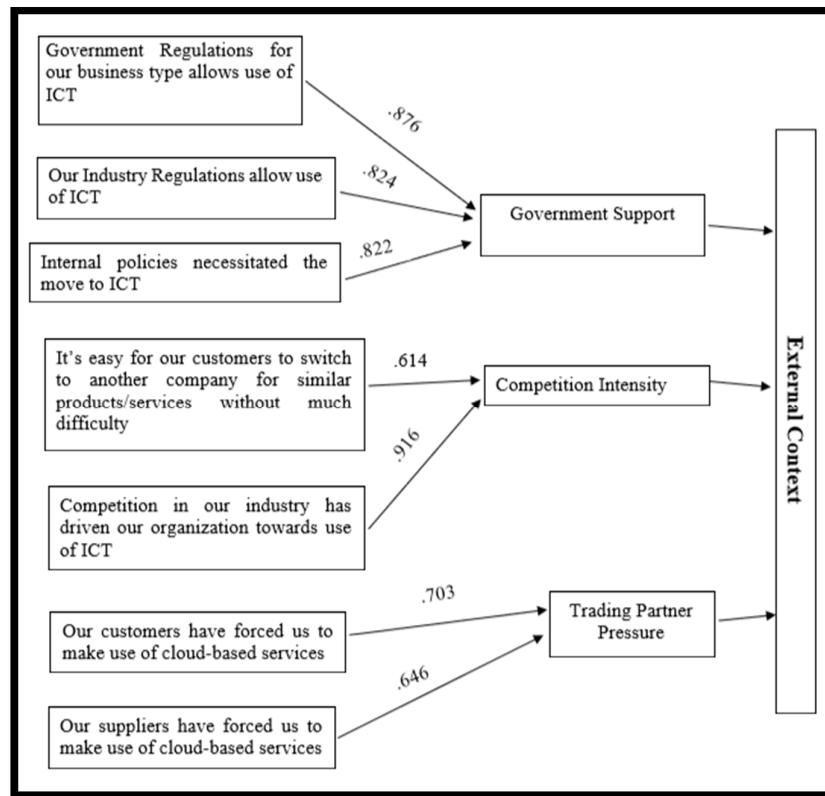 Government Regulations for
our business type allows use of
ICT
.876
Our Industry Regulations allow use
of ICT
.824
Government Support
Internal policies necessitated the
move to ICT
.822
It's easy for our customers to switch
to another company for similar
products/services without much
difficulty
.614
Competition Intensity
.916
Competition in our industry has
driven our organization towards use
of ICT
.703
Our customers have forced us to
make use of cloud-based services
Trading Partner
Pressure
.646
Our suppliers have forced us to
make use of cloud-based services
External Context